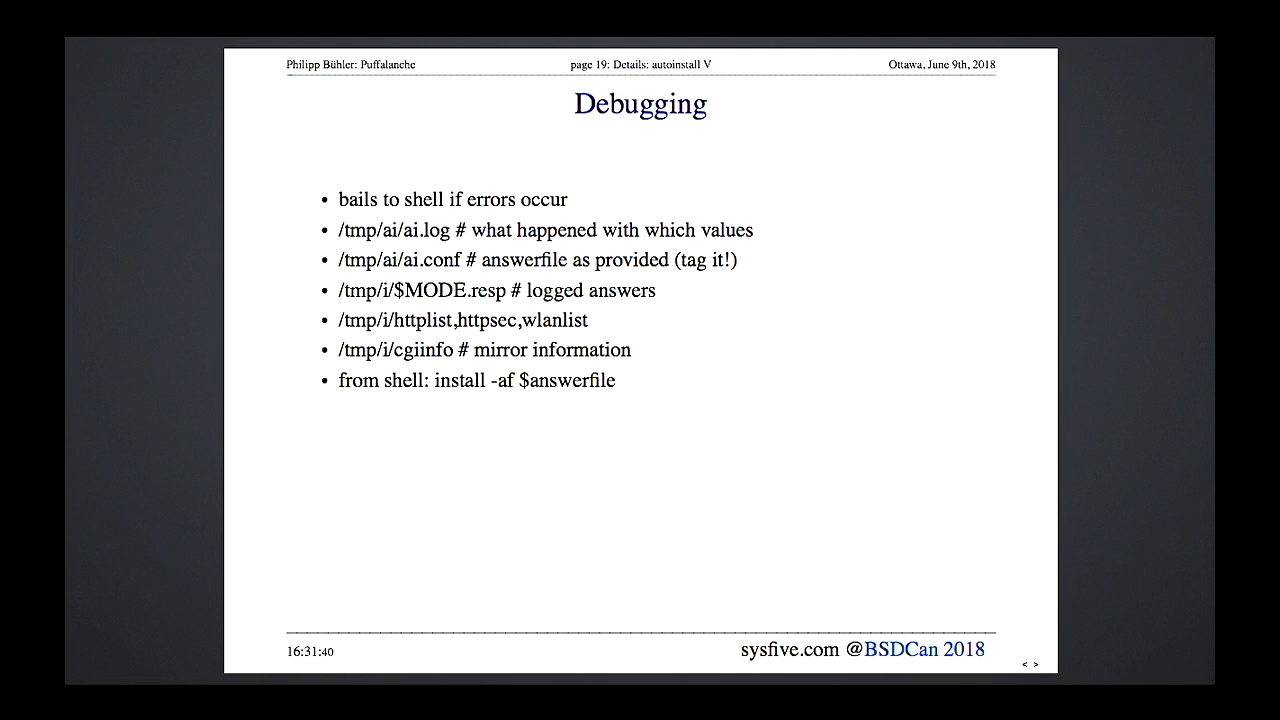 Philipp Bühler: Puffalanche page 19: Details: autoinstall V Ottawa, June 9th, 2018
Debugging
• bails to shell if errors occur
• /tmp/ai/ai.log # what happened with which values
• /tmp/ai/ai.conf # answerfile as provided (tag it!)
• /tmp/i/$MODE.resp # logged answers
• /tmp/i/httplist,httpsec,wlanlist
• /tmp/i/cgiinfo # mirror information
• from shell: install -af $answerfile
16:31:40 sysfive.com @BSDCan 2018
< >